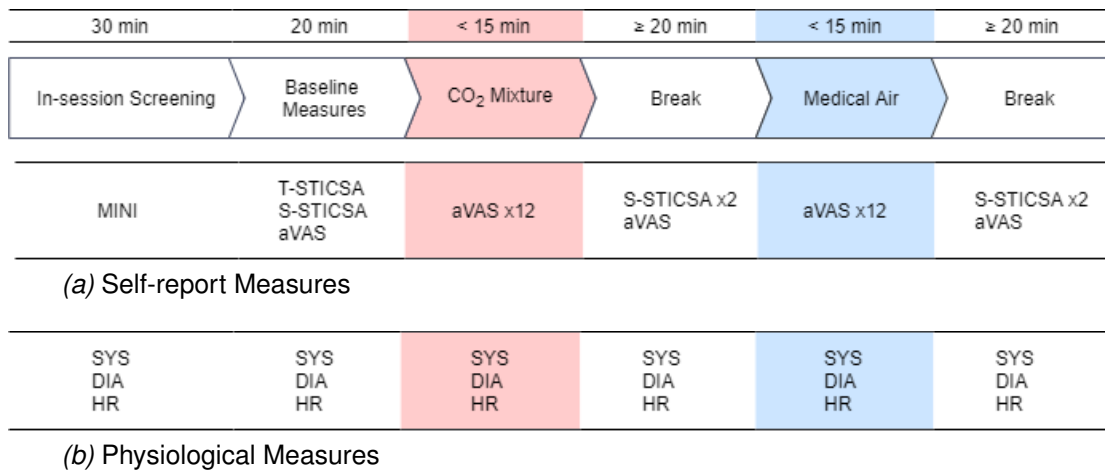 30 min 20 min < 15 min ≥ 20 min < 15 min ≥ 20 min
In-session Screening Baseline Measures CO₂ Mixture Break Medical Air Break
MINI
T-STICSA
S-STICSA
aVAS
aVAS x12
S-STICSA x2
aVAS
aVAS x12
S-STICSA x2
aVAS
(a) Self-report Measures
SYS SYS SYS SYS SYS SYS
DIA DIA DIA DIA DIA DIA
HR HR HR HR HR HR
(b) Physiological Measures